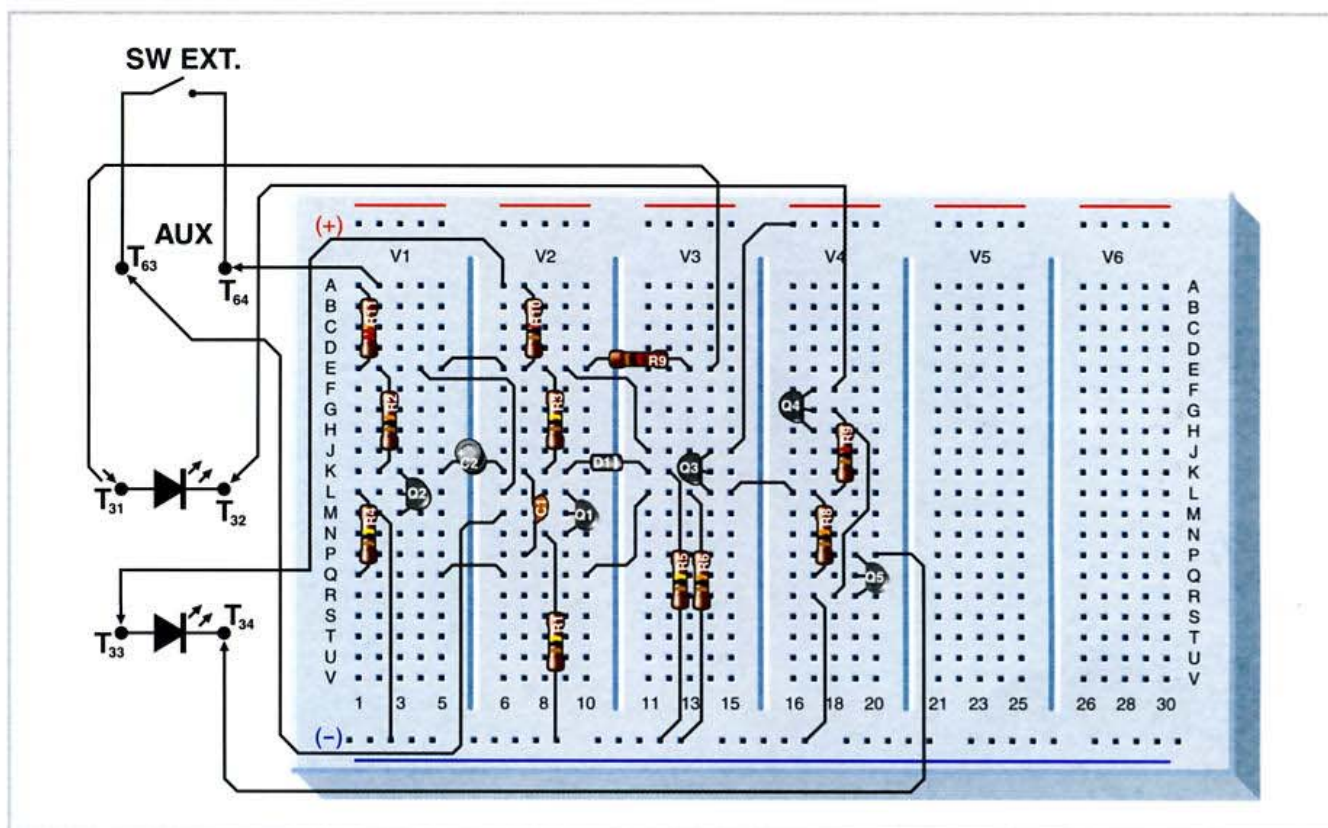 SW EXT.
AUX
T63
T64
T31
T32
T33
T34
(+)
V1 V2 V3 V4 V5 V6
A A
B B
C C
D D
E E
F F
G G
H H
J J
K K
L L
M M
N N
P P
Q Q
R R
S S
T T
U U
V V
R11
R10
R9
R2
R3
Q4
R9
C2
D11
Q3
Q2
C1
Q1
R4
R8
R5
R6
Q5
R1
1 3 5 6 8 10 11 13 15 16 18 20 21 23 25 26 28 30
(-)